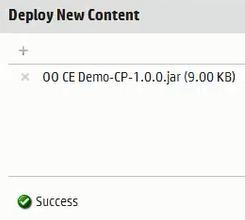 Deploy New Content
OO CE Demo-CP-1.0.0.jar (9.00 KB)
Success